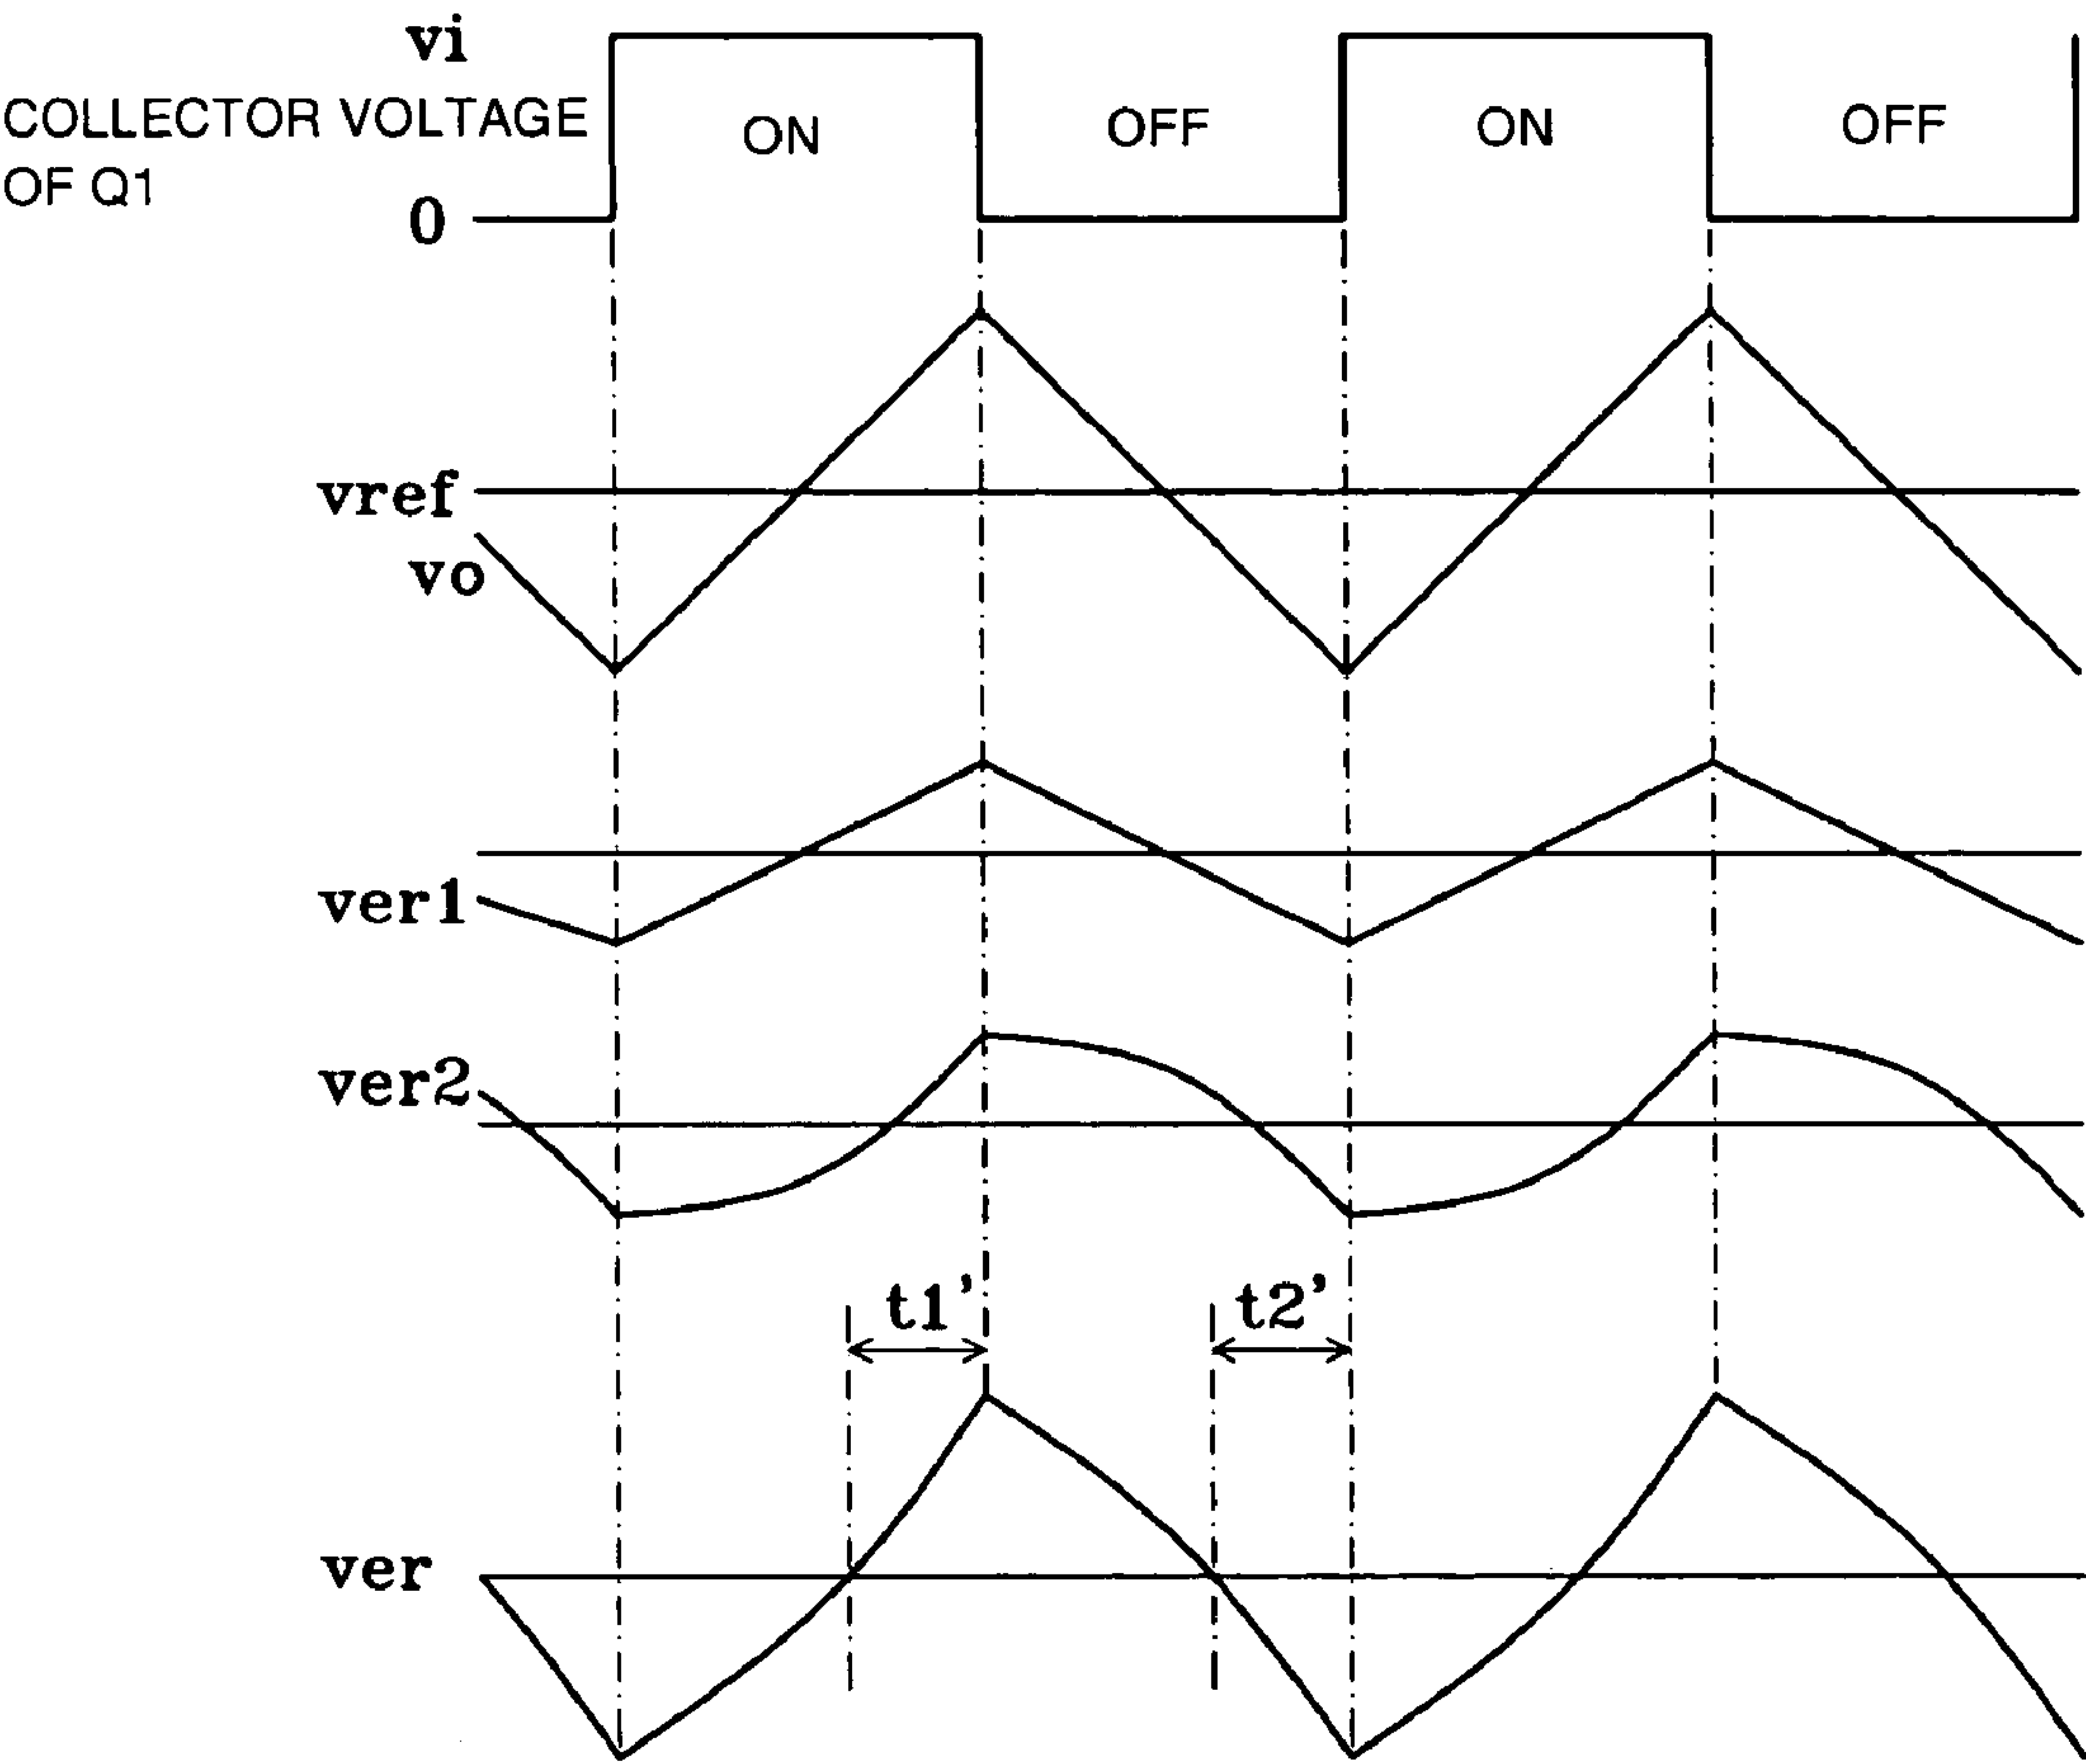 vi
COLLECTOR VOLTAGE
OF Q1
0
ON
OFF
ON
OFF
vref
vo
ver1
ver2
t1’
t2’
ver